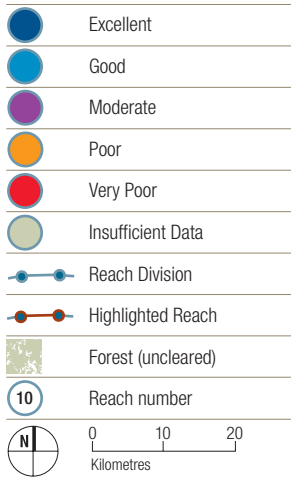 Excellent
Good
Moderate
Poor
Very Poor
Insufficient Data
Reach Division
Highlighted Reach
Forest (uncleared)
10 Reach number
N 0 10 20
Kilometres